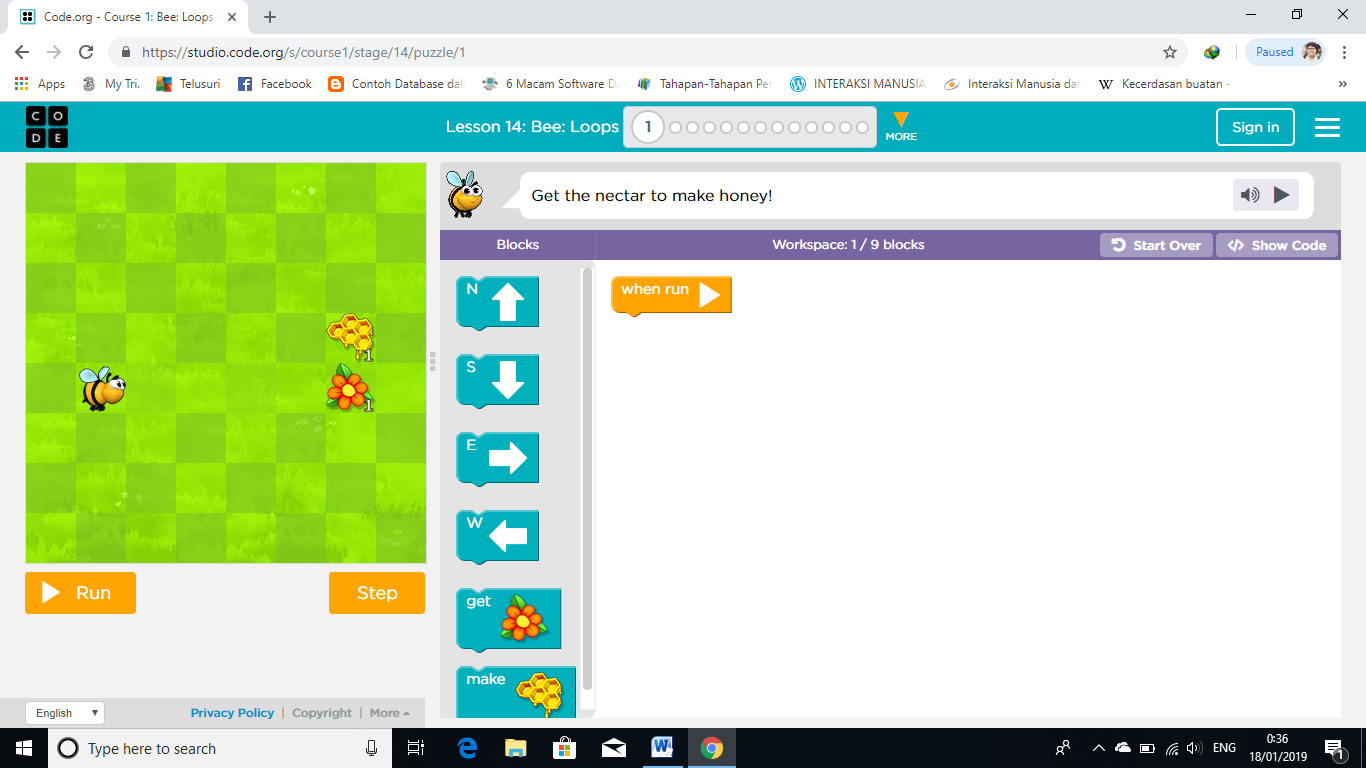 Code.org - Course 1: Bee: Loops
https://studio.code.org/s/course1/stage/14/puzzle/1
Paused
Apps
My Tri.
Telusuri
Facebook
Contoh Database dal
6 Macam Software D
Tahapan-Tahapan Per
INTERAKSI MANUSIA
Interaksi Manusia dan
Kecerdasan buatan -
»
C O
D E
Lesson 14: Bee: Loops
1
MORE
Sign in
Get the nectar to make honey!
Blocks
Workspace: 1 / 9 blocks
Start Over
Show Code
N
when run
S
1
E
1
W
Run
Step
get
make
English
Privacy Policy | Copyright | More
Type here to search
ENG
0:36
18/01/2019
1